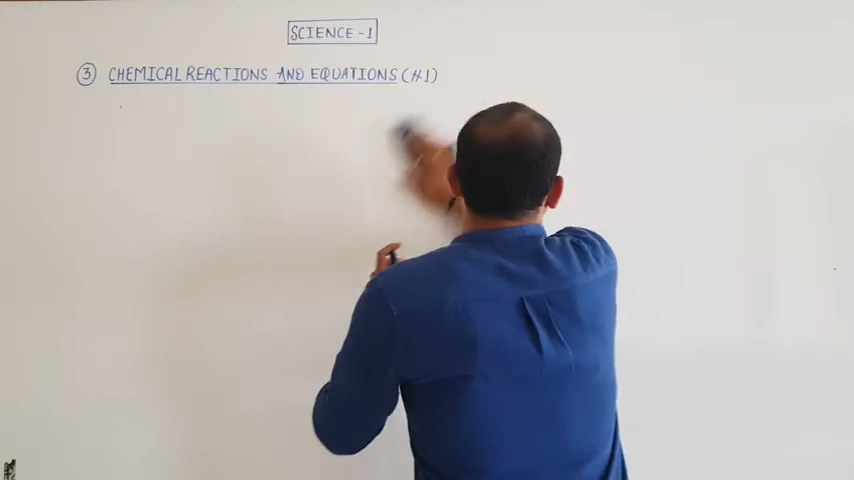 SCIENCE-1
3 CHEMICAL REACTIONS AND EQUATIONS (#1)